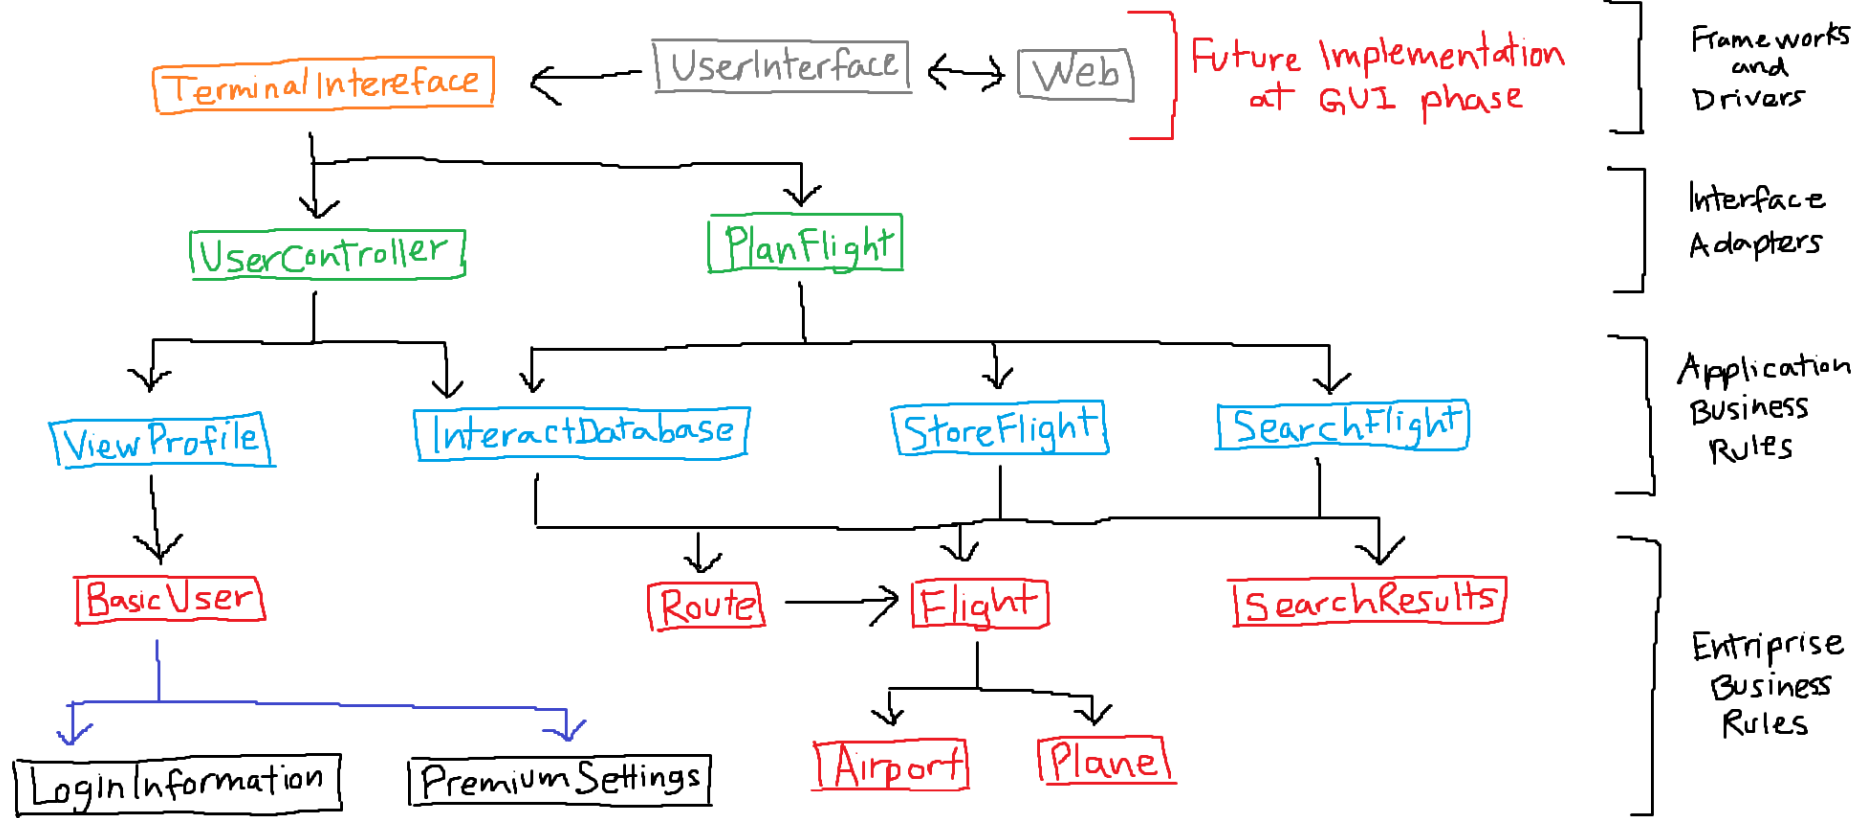 TerminalIntereface
UserInterface
Web
Future Implementation
at GUI phase
Frameworks
and
Drivers
UserController
PlanFlight
Interface
Adapters
ViewProfile
InteractDatabase
StoreFlight
SearchFlight
Application
Business
Rules
BasicUser
Route
Flight
SearchResults
Entriprise
Business
Rules
LoginInformation
PremiumSettings
Airport
Plane